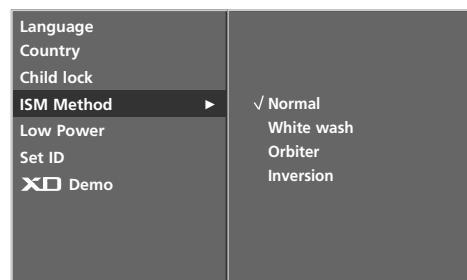 Language
Country
Child lock
ISM Method ►
Low Power
Set ID
XD Demo
√ Normal
White wash
Orbiter
Inversion